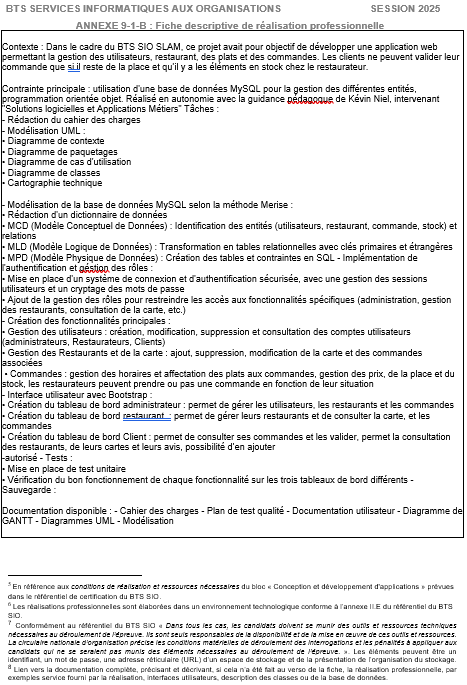 BTS SERVICES INFORMATIQUES AUX ORGANISATIONS SESSION 2025
ANNEXE 9-1-B : Fiche descriptive de réalisation professionnelle
Contexte : Dans le cadre du BTS SIO SLAM, ce projet avait pour objectif de développer une application web
permettant la gestion des utilisateurs, restaurant, des plats et des commandes. Les clients ne peuvent valider leur
commande que si.il reste de la place et qu'il y a les éléments en stock chez le restaurateur.
Contrainte principale : utilisation d'une base de données MySQL pour la gestion des différentes entités,
programmation orientée objet. Réalisé en autonomie avec la guidance pédagoque de Kévin Niel, intervenant
"Solutions logicielles et Applications Métiers" Tâches :
- Rédaction du cahier des charges
- Modélisation UML :
• Diagramme de contexte
• Diagramme de paquetages
• Diagramme de cas d'utilisation
• Diagramme de classes
• Cartographie technique
- Modélisation de la base de données MySQL selon la méthode Merise :
• Rédaction d'un dictionnaire de données
• MCD (Modèle Conceptuel de Données) : Identification des entités (utilisateurs, restaurant, commande, stock) et
relations
• MLD (Modèle Logique de Données) : Transformation en tables relationnelles avec clés primaires et étrangères
• MPD (Modèle Physique de Données) : Création des tables et contraintes en SQL - Implémentation de
l'authentification et géstion des rôles :
• Mise en place d'un système de connexion et d'authentification sécurisée, avec une gestion des sessions
utilisateurs et un cryptage des mots de passe
• Ajout de la gestion des rôles pour restreindre les accès aux fonctionnalités spécifiques (administration, gestion
des restaurants, consultation de la carte, etc.)
- Création des fonctionnalités principales :
• Gestion des utilisateurs : création, modification, suppression et consultation des comptes utilisateurs
(administrateurs, Restaurateurs, Clients)
• Gestion des Restaurants et de la carte : ajout, suppression, modification de la carte et des commandes
associées
• Commandes : gestion des horaires et affectation des plats aux commandes, gestion des prix, de la place et du
stock, les restaurateurs peuvent prendre ou pas une commande en fonction de leur situation
- Interface utilisateur avec Bootstrap :
• Création du tableau de bord administrateur : permet de gérer les utilisateurs, les restaurants et les commandes
• Création du tableau de bord restaurant : permet de gérer leurs restaurants et de consulter la carte, et les
commandes
• Création du tableau de bord Client : permet de consulter ses commandes et les valider, permet la consultation
des restaurants, de leurs cartes et leurs avis, possibilité d'en ajouter
-autorisé - Tests :
• Mise en place de test unitaire
• Vérification du bon fonctionnement de chaque fonctionnalité sur les trois tableaux de bord différents -
Sauvegarde :
Documentation disponible : - Cahier des charges - Plan de test qualité - Documentation utilisateur - Diagramme de
GANTT - Diagrammes UML - Modélisation
5 En référence aux conditions de réalisation et ressources nécessaires du bloc « Conception et développement d'applications » prévues
dans le référentiel de certification du BTS SIO.
6 Les réalisations professionnelles sont élaborées dans un environnement technologique conforme à l'annexe II.E du référentiel du BTS
SIO.
7 Conformément au référentiel du BTS SIO « Dans tous les cas, les candidats doivent se munir des outils et ressources techniques
nécessaires au déroulement de l'épreuve. Ils sont seuls responsables de la disponibilité et de la mise en œuvre de ces outils et ressources.
La circulaire nationale d'organisation précise les conditions matérielles de déroulement des interrogations et les pénalités à appliquer aux
candidats qui ne se seraient pas munis des éléments nécessaires au déroulement de l'épreuve. ». Les éléments peuvent être un
identifiant, un mot de passe, une adresse réticulaire (URL) d'un espace de stockage et de la présentation de l'organisation du stockage.
8 Lien vers la documentation complète, précisant et décrivant, si cela n'a été fait au verso de la fiche, la réalisation professionnelle, par
exemples service fourni par la réalisation, interfaces utilisateurs, description des classes ou de la base de données.